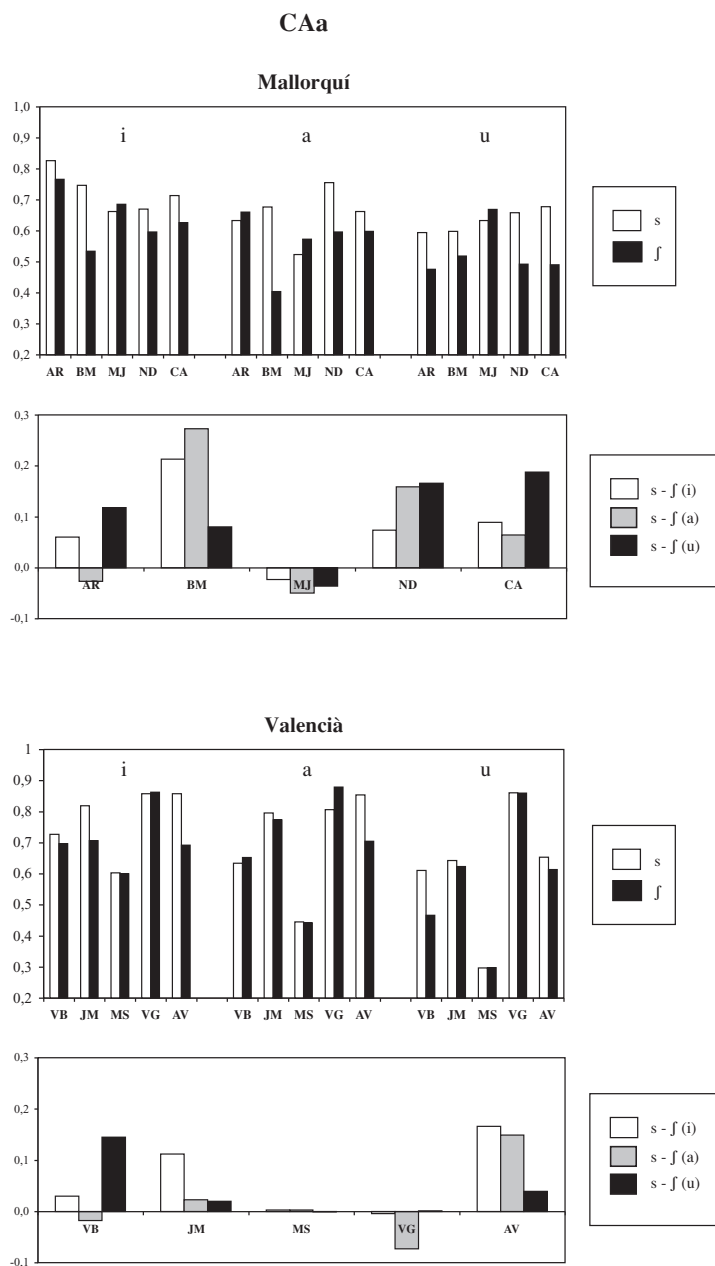 CAa
Mallorquí
1,0
0,9
0,8
0,7
0,6
0,5
0,4
0,3
0,2
i a u
AR BM MJ ND CA AR BM MJ ND CA AR BM MJ ND CA
s
ʃ
0,3
0,2
0,1
0,0
-0,1
AR BM MJ ND CA
s - ʃ (i)
s - ʃ (a)
s - ʃ (u)
Valencià
1
0,9
0,8
0,7
0,6
0,5
0,4
0,3
0,2
i a u
VB JM MS VG AV VB JM MS VG AV VB JM MS VG AV
s
ʃ
0,3
0,2
0,1
0,0
-0,1
VB JM MS VG AV
s - ʃ (i)
s - ʃ (a)
s - ʃ (u)